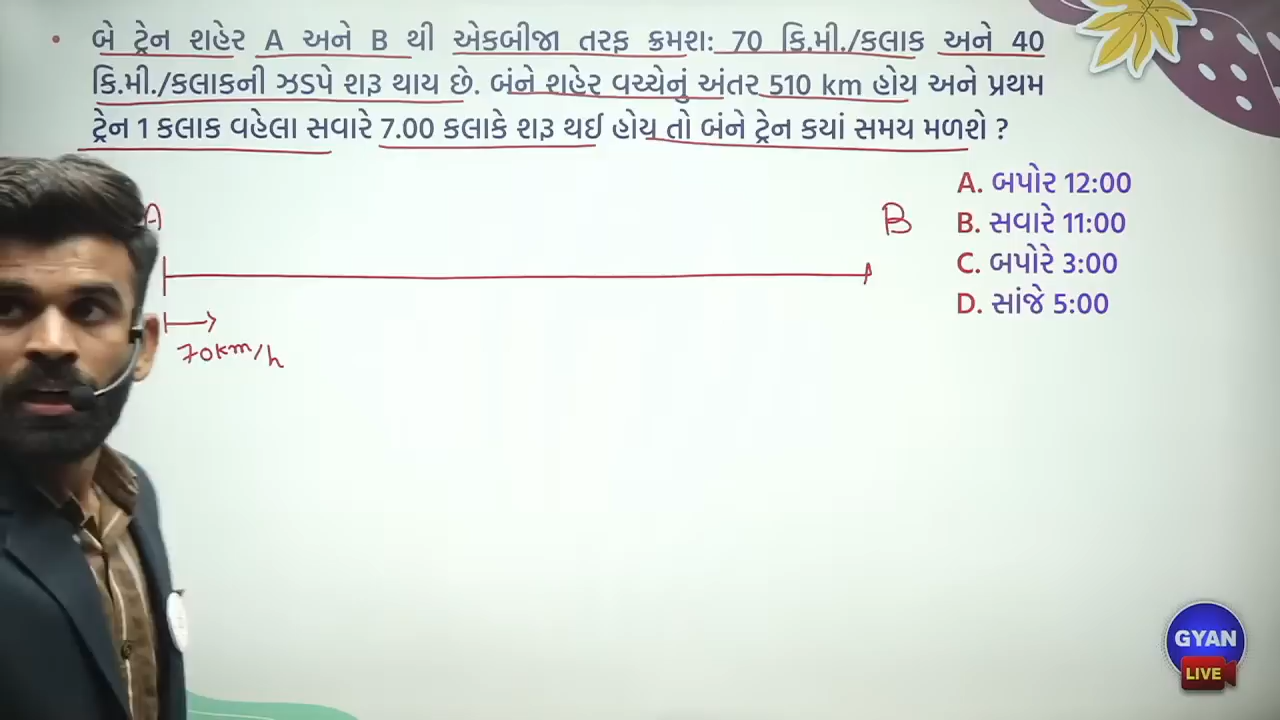 • બે ટ્રેન શહેર A અને B થી એકબીજા તરફ ક્રમશ: 70 કિ.મી./કલાક અને 40
કિ.મી./કલાકની ઝડપે શરૂ થાય છે. બંને શહેર વચ્ચેનું અંતર 510 km હોય અને પ્રથમ
ટ્રેન 1 કલાક વહેલા સવારે 7.00 કલાકે શરૂ થઈ હોય તો બંને ટ્રેન કયાં સમય મળશે ?
A. બપોર 12:00
B. સવારે 11:00
C. બપોરે 3:00
D. સાંજે 5:00
A
B
70km/h
GYAN
LIVE